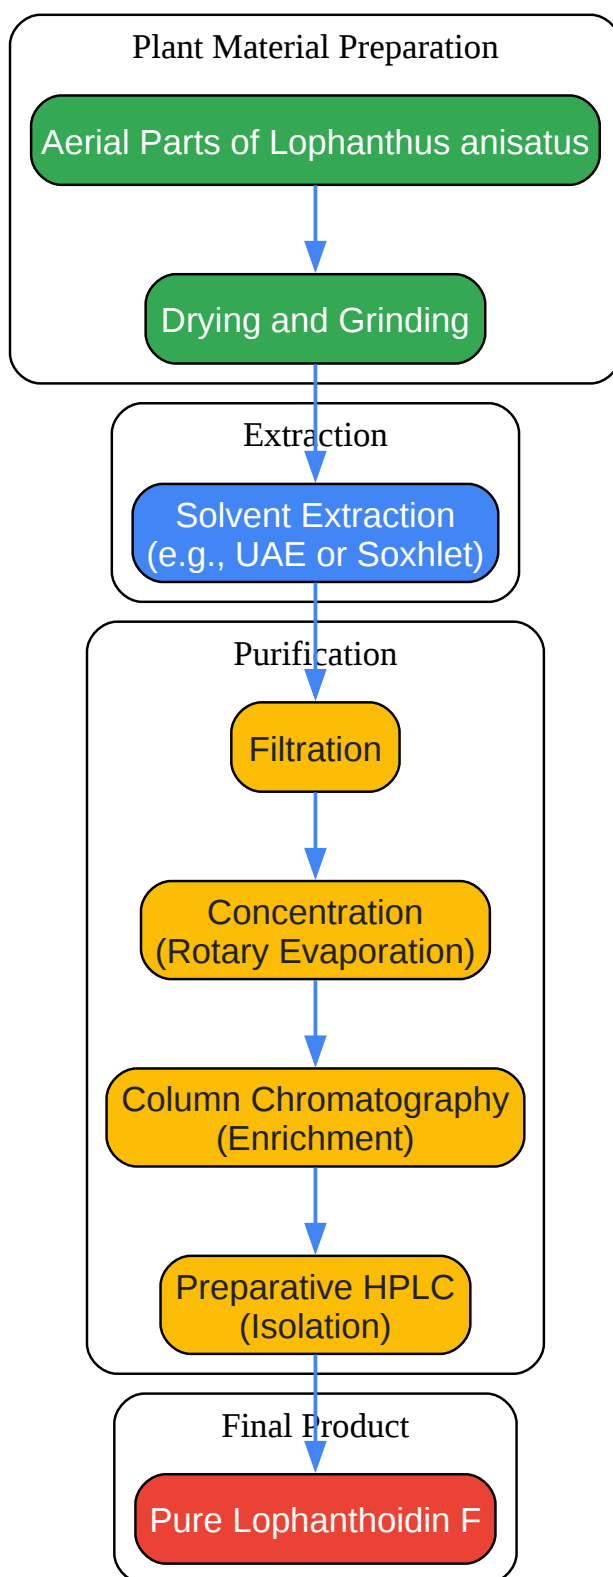 Plant Material Preparation
Aerial Parts of Lophanthus anisatus
Drying and Grinding
Extraction
Solvent Extraction
(e.g., UAE or Soxhlet)
Purification
Filtration
Concentration
(Rotary Evaporation)
Column Chromatography
(Enrichment)
Preparative HPLC
(Isolation)
Final Product
Pure Lophanthoidin F